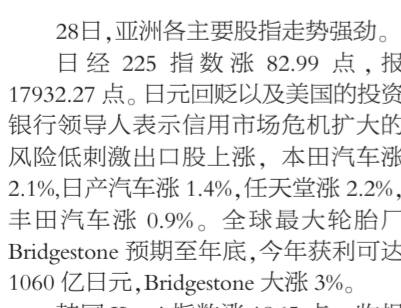 28日,亚洲各主要股指走势强劲。
日经 225 指数涨 82.99 点,报
17932.27 点。日元回贬以及美国的投资
银行领导人表示信用市场危机扩大的
风险低刺激出口股上涨，本田汽车涨
2.1%,日产汽车涨 1.4%,任天堂涨 2.2%,
丰田汽车涨 0.9%。全球最大轮胎厂
Bridgestone 预期至年底,今年获利可达
1060 亿日元,Bridgestone 大涨 3%。